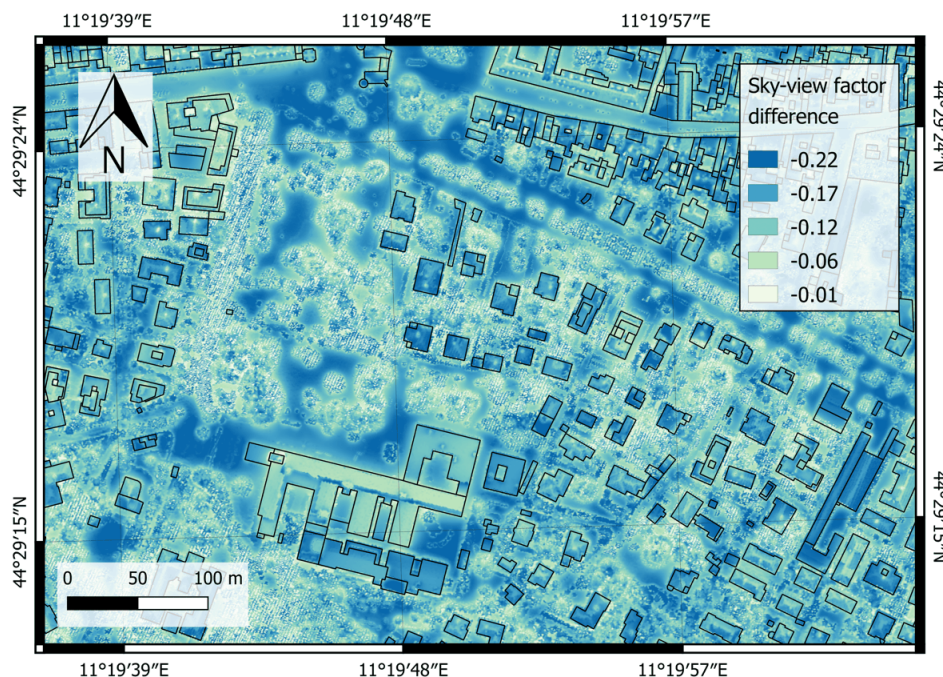 11°19′39″E 11°19′48″E 11°19′57″E
44°29′24″N
44°29′24″N
N
Sky-view factor
difference
-0.22
-0.17
-0.12
-0.06
-0.01
44°29′15″N
44°29′15″N
0 50 100 m
11°19′39″E 11°19′48″E 11°19′57″E